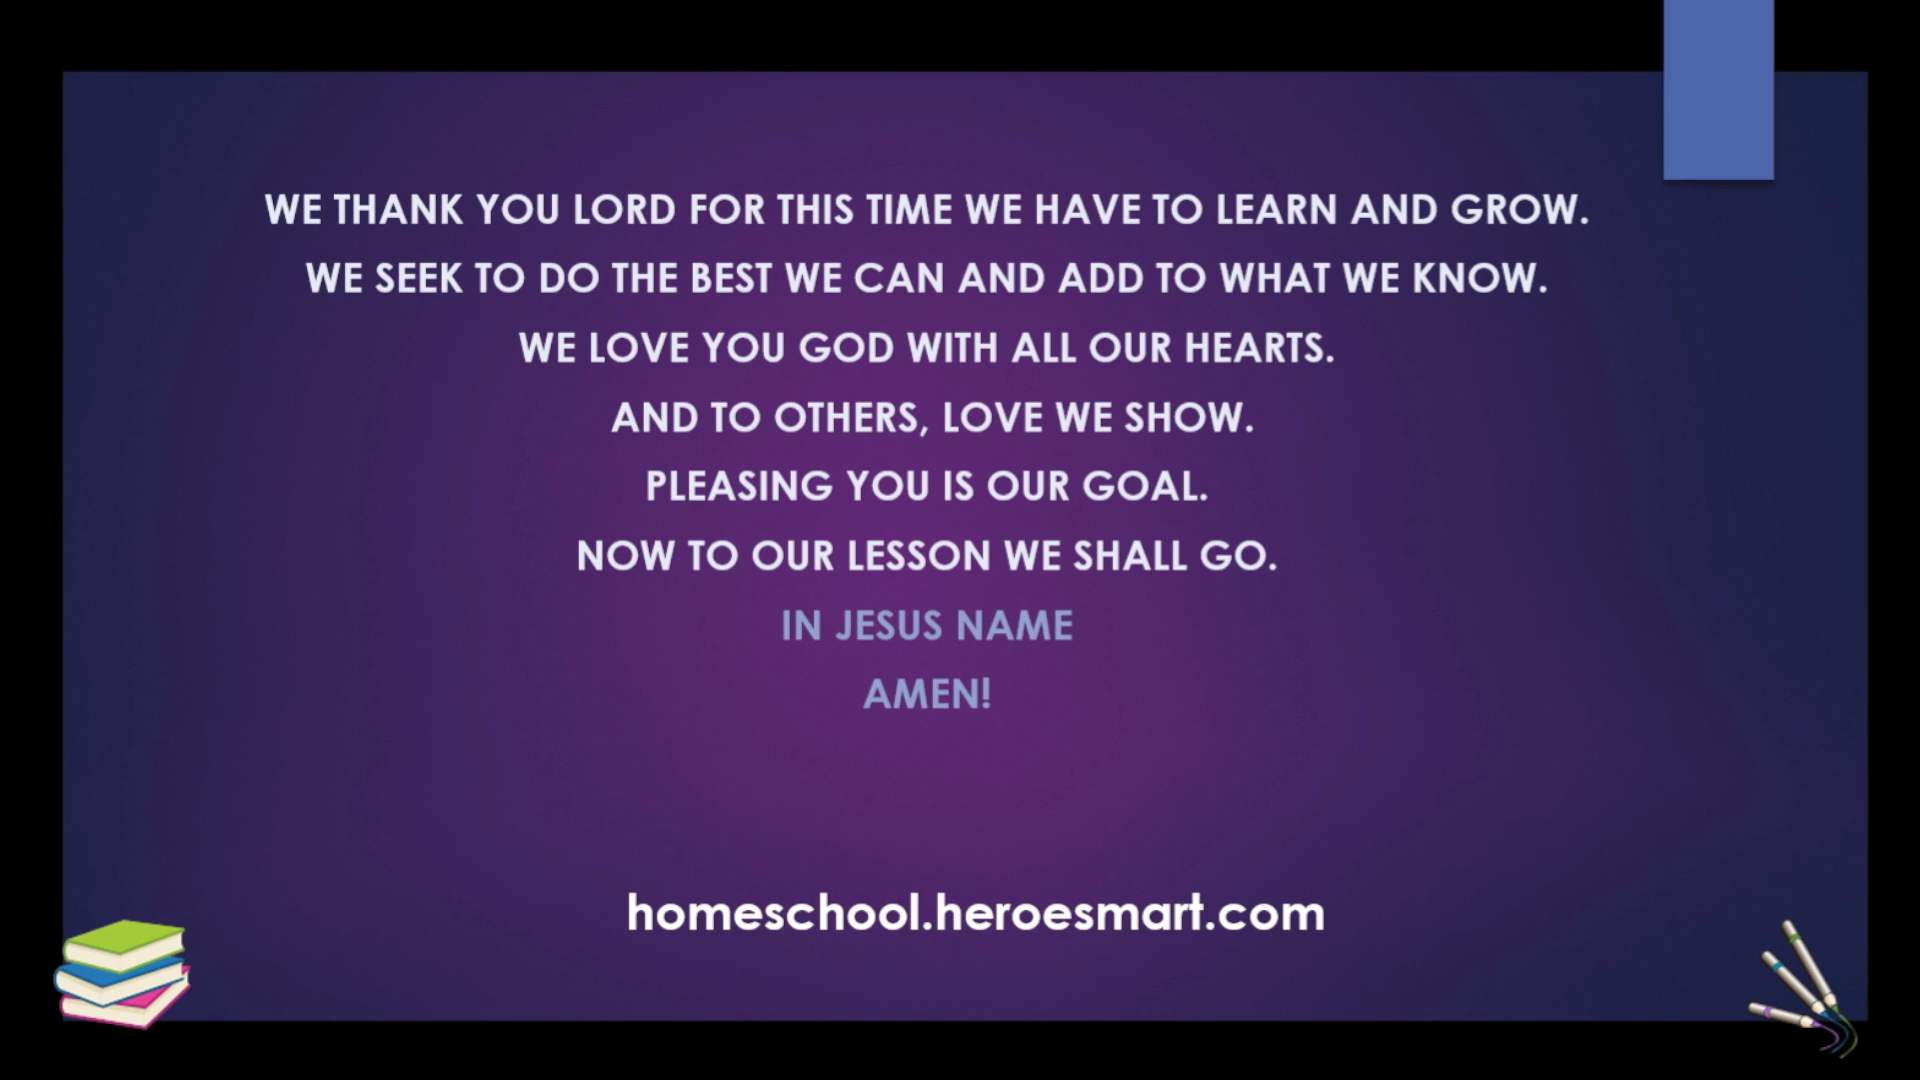 WE THANK YOU LORD FOR THIS TIME WE HAVE TO LEARN AND GROW.
WE SEEK TO DO THE BEST WE CAN AND ADD TO WHAT WE KNOW.
WE LOVE YOU GOD WITH ALL OUR HEARTS.
AND TO OTHERS, LOVE WE SHOW.
PLEASING YOU IS OUR GOAL.
NOW TO OUR LESSON WE SHALL GO.
IN JESUS NAME
AMEN!
homeschool.heroesmart.com